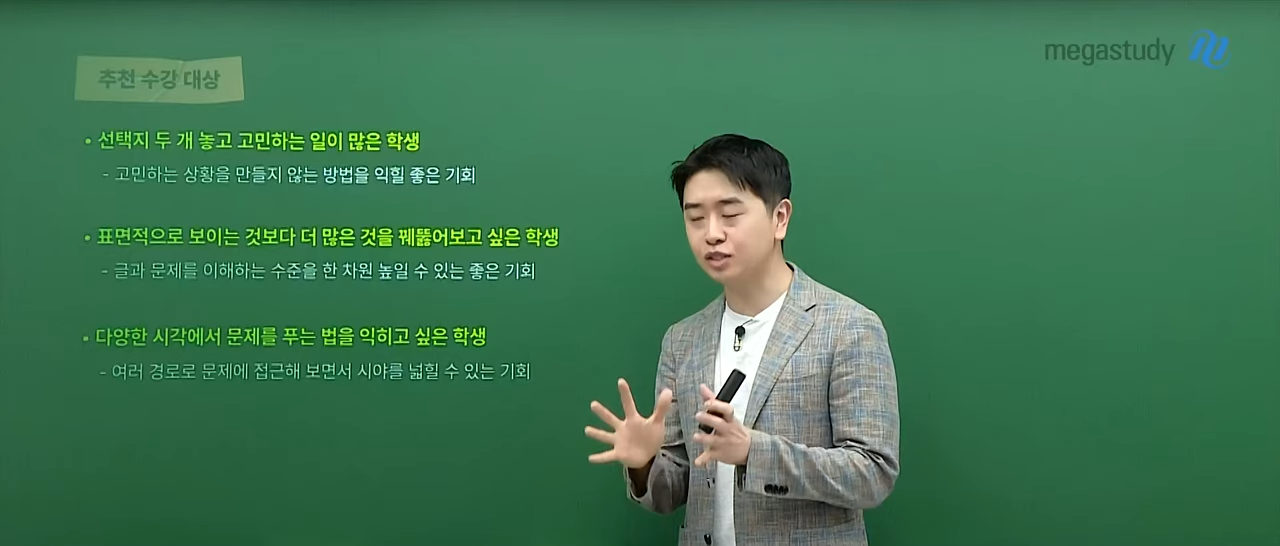 megastudy
추천 수강 대상
• 선택지 두 개 놓고 고민하는 일이 많은 학생
- 고민하는 상황을 만들지 않는 방법을 익힐 좋은 기회
• 표면적으로 보이는 것보다 더 많은 것을 꿰뚫어보고 싶은 학생
- 글과 문제를 이해하는 수준을 한 차원 높일 수 있는 좋은 기회
• 다양한 시각에서 문제를 푸는 법을 익히고 싶은 학생
- 여러 경로로 문제에 접근해 보면서 시야를 넓힐 수 있는 기회